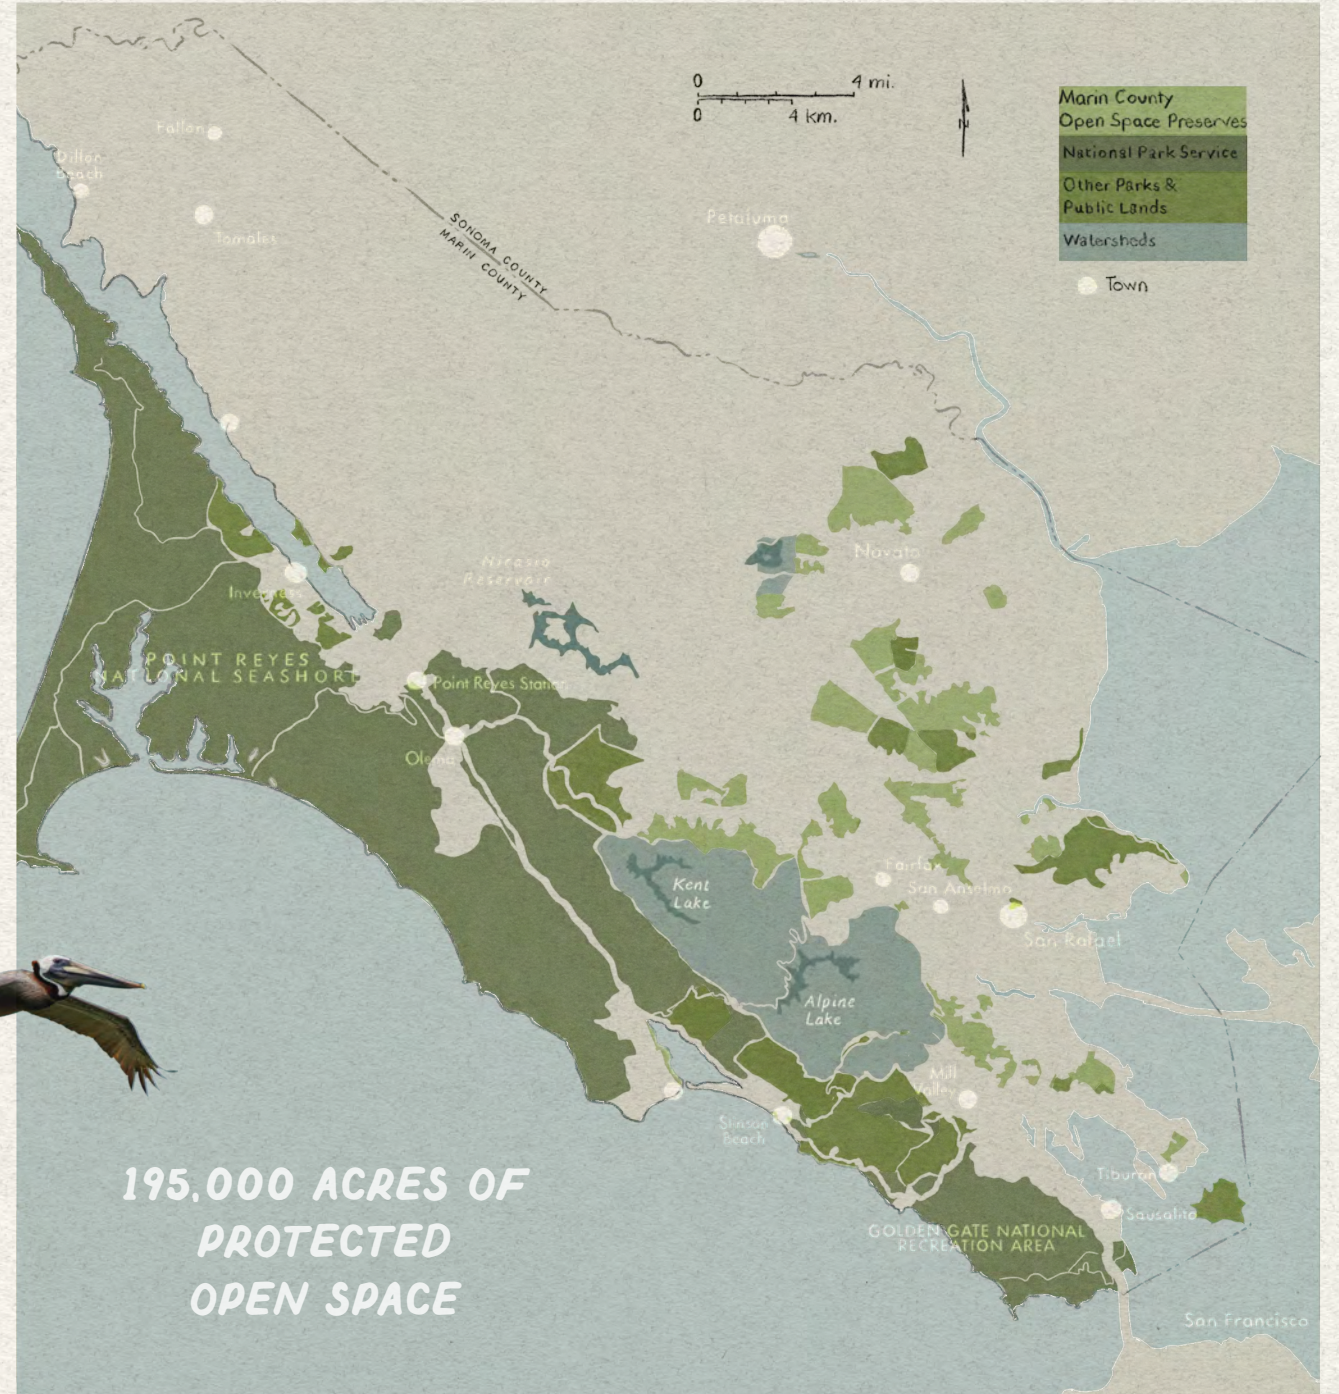 0 4 mi.
0 4 km.
Marin County
Open Space Preserves
National Park Service
Other Parks &
Public Lands
Watersheds
Town
Fallon
Dillon
Beach
Tomales
SONOMA COUNTY
MARIN COUNTY
Petaluma
Novato
Nicasio
Reservoir
Inverness
POINT REYES
NATIONAL SEASHORE
Point Reyes Station
Olema
Kent
Lake
Fairfax
San Anselmo
San Rafael
Alpine
Lake
Mill
Valley
Stinson
Beach
Tiburon
Sausalito
GOLDEN GATE NATIONAL
RECREATION AREA
San Francisco
195,000 ACRES OF
PROTECTED
OPEN SPACE